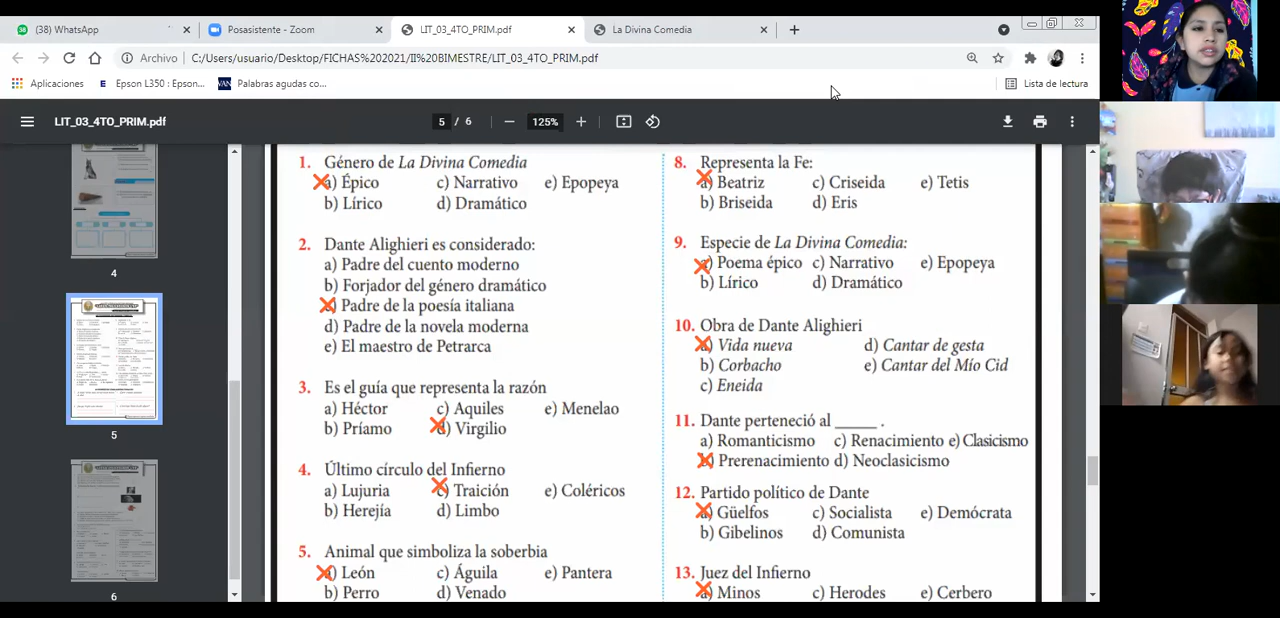 (38) WhatsApp
Posasistente - Zoom
LIT_03_4TO_PRIM.pdf
La Divina Comedia
Archivo
C:/Users/usuario/Desktop/FICHAS%202021/II%20BIMESTRE/LIT_03_4TO_PRIM.pdf
Aplicaciones
Epson L350 : Epson...
VAN Palabras agudas co...
Lista de lectura
LIT_03_4TO_PRIM.pdf
5 / 6
125%
4
5
6
1. Género de La Divina Comedia
a) Épico c) Narrativo e) Epopeya
b) Lírico d) Dramático
2. Dante Alighieri es considerado:
a) Padre del cuento moderno
b) Forjador del género dramático
c) Padre de la poesía italiana
d) Padre de la novela moderna
e) El maestro de Petrarca
3. Es el guía que representa la razón
a) Héctor c) Aquiles e) Menelao
b) Príamo d) Virgilio
4. Último círculo del Infierno
a) Lujuria c) Traición e) Coléricos
b) Herejía d) Limbo
5. Animal que simboliza la soberbia
a) León c) Águila e) Pantera
b) Perro d) Venado
8. Representa la Fe:
a) Beatriz c) Criseida e) Tetis
b) Briseida d) Eris
9. Especie de La Divina Comedia:
a) Poema épico c) Narrativo e) Epopeya
b) Lírico d) Dramático
10. Obra de Dante Alighieri
a) Vida nueva d) Cantar de gesta
b) Corbacho e) Cantar del Mío Cid
c) Eneida
11. Dante perteneció al _____ .
a) Romanticismo c) Renacimiento e) Clasicismo
b) Prerenacimiento d) Neoclasicismo
12. Partido político de Dante
a) Güelfos c) Socialista e) Demócrata
b) Gibelinos d) Comunista
13. Juez del Infierno
a) Minos c) Herodes e) Cerbero